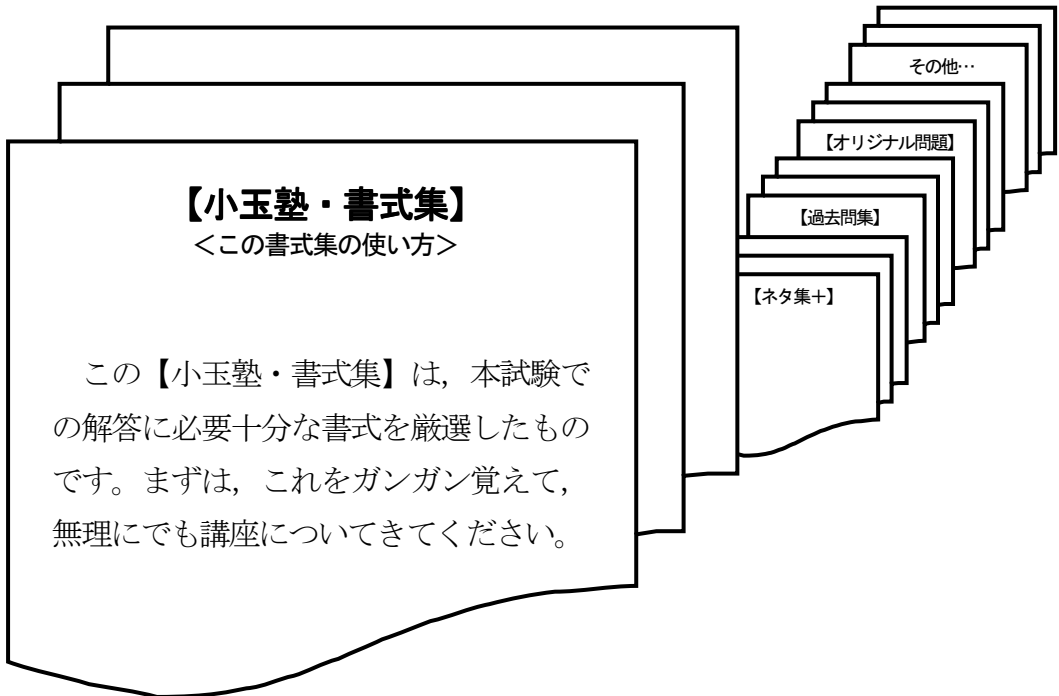 【小玉塾・書式集】
＜この書式集の使い方＞
この【小玉塾・書式集】は，本試験で
の解答に必要十分な書式を厳選したもの
です。まずは，これをガンガン覚えて，
無理にでも講座についてきてください。
【ネタ集＋】
【過去問集】
【オリジナル問題】
その他…